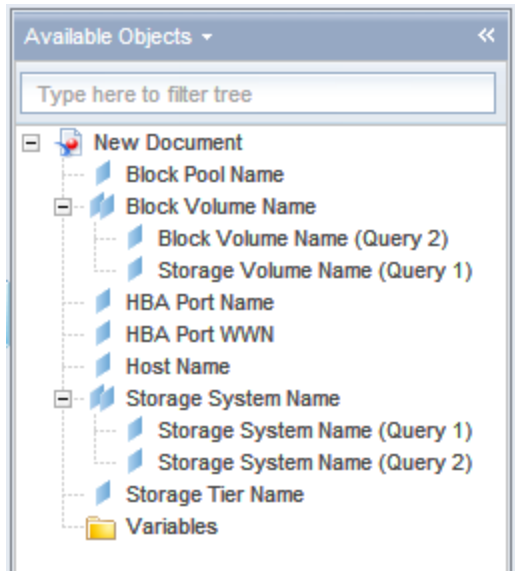 Available Objects
Type here to filter tree
New Document
Block Pool Name
Block Volume Name
Block Volume Name (Query 2)
Storage Volume Name (Query 1)
HBA Port Name
HBA Port WWN
Host Name
Storage System Name
Storage System Name (Query 1)
Storage System Name (Query 2)
Storage Tier Name
Variables